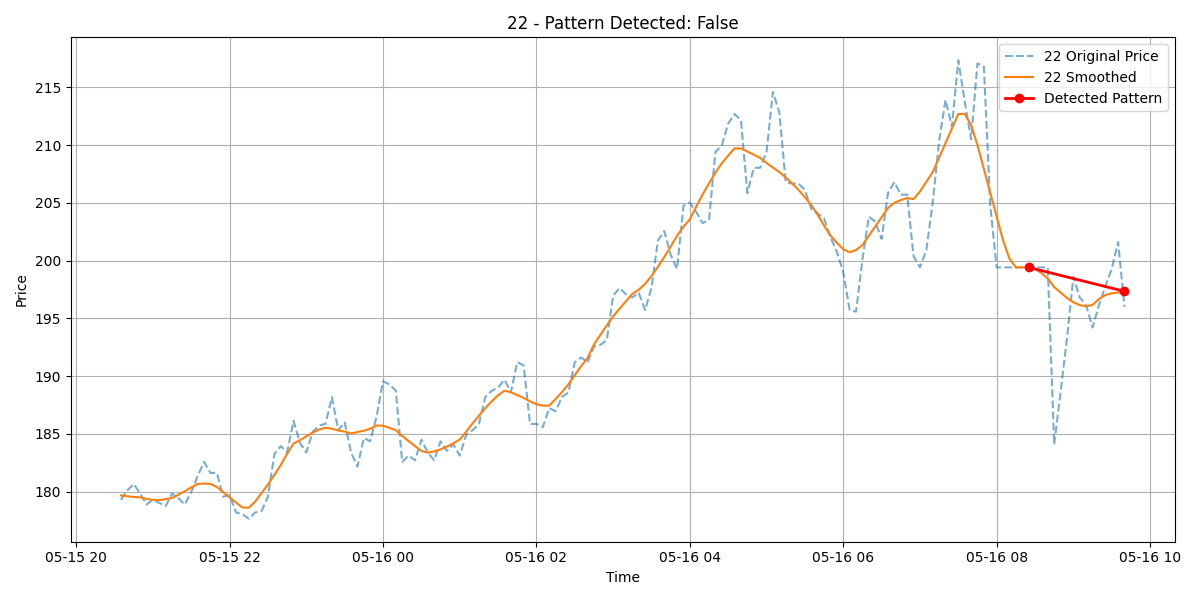 22 - Pattern Detected: False
22 Original Price
22 Smoothed
Detected Pattern
Price
215
210
205
200
195
190
185
180
05-15 20
05-15 22
05-16 00
05-16 02
05-16 04
05-16 06
05-16 08
05-16 10
Time